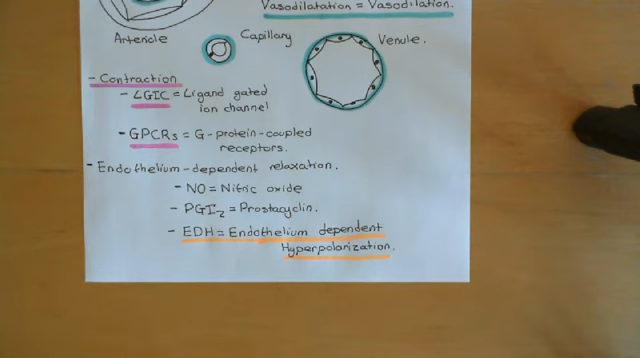 Vasodilatation = Vasodilation.
Arteriole
Capillary
Venule.
- Contraction
- LGIC = Ligand gated
ion channel
- GPCRs = G-protein-coupled
receptors.
- Endothelium-dependent relaxation.
- NO = Nitric oxide
- PGI₂ = Prostacyclin.
- EDH = Endothelium dependent
Hyperpolarization.